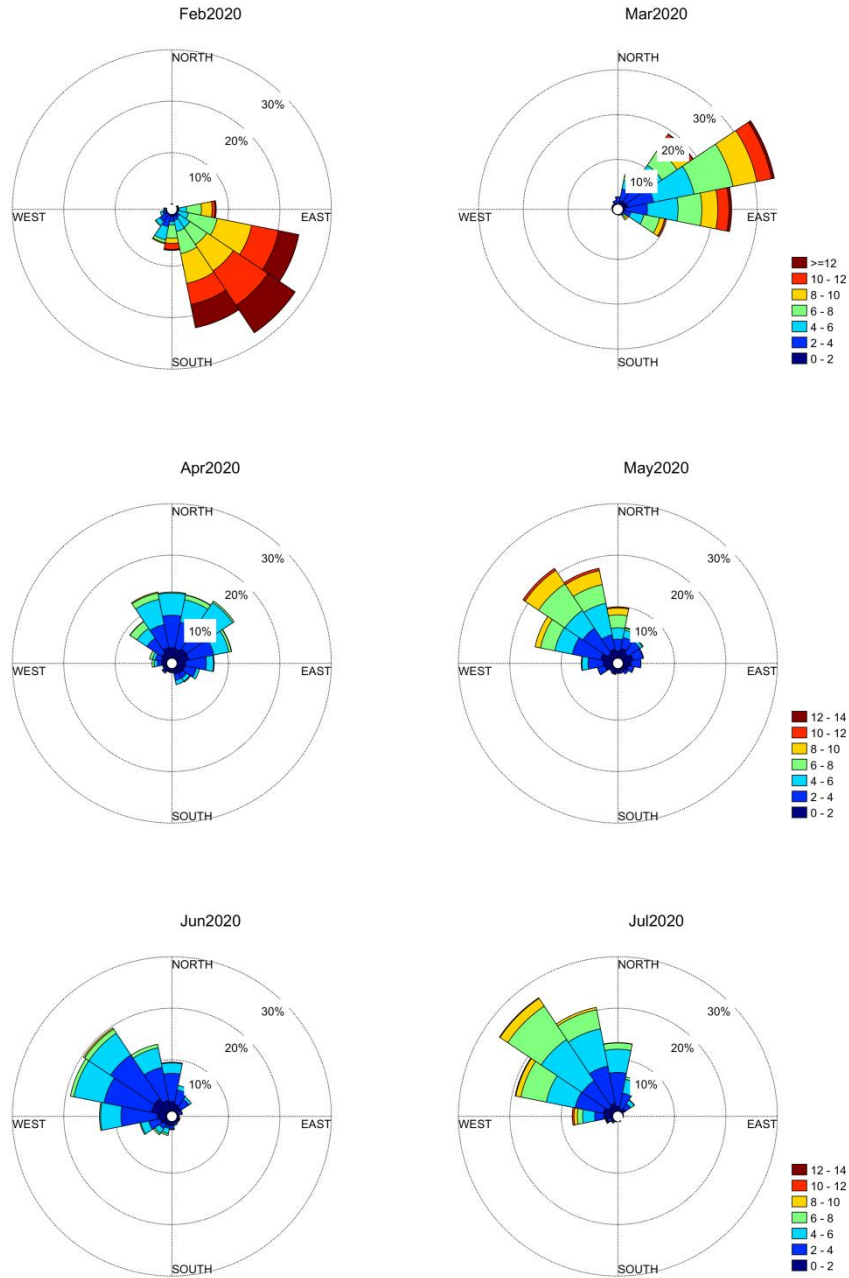 Feb2020
NORTH
30%
20%
10%
WEST
EAST
SOUTH
Mar2020
NORTH
30%
20%
10%
WEST
EAST
SOUTH
>=12
10 - 12
8 - 10
6 - 8
4 - 6
2 - 4
0 - 2
Apr2020
NORTH
30%
20%
10%
WEST
EAST
SOUTH
May2020
NORTH
30%
20%
10%
WEST
EAST
SOUTH
12 - 14
10 - 12
8 - 10
6 - 8
4 - 6
2 - 4
0 - 2
Jun2020
NORTH
30%
20%
10%
WEST
EAST
SOUTH
Jul2020
NORTH
30%
20%
10%
WEST
EAST
SOUTH
12 - 14
10 - 12
8 - 10
6 - 8
4 - 6
2 - 4
0 - 2